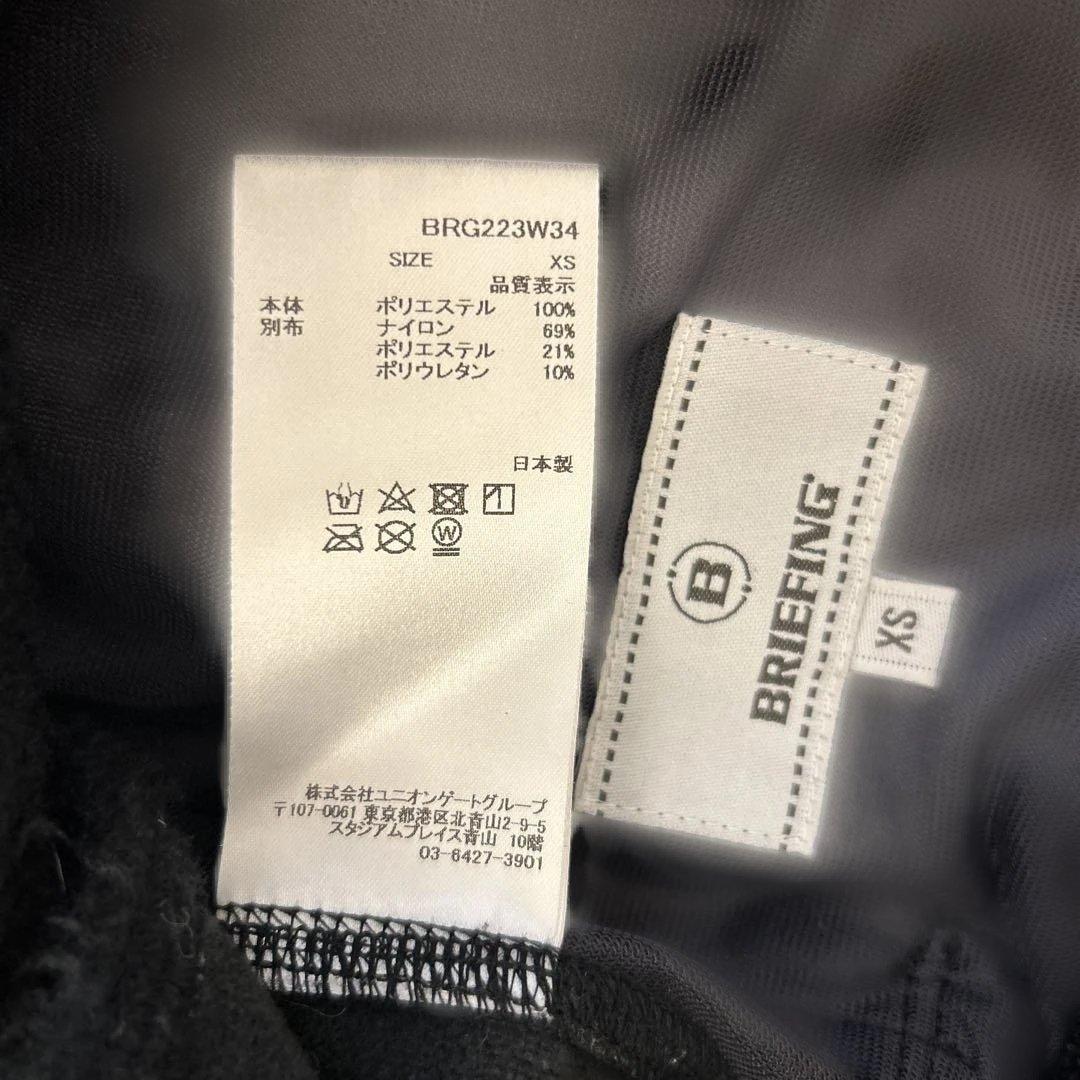 BRG223W34
SIZE XS
品質表示
本体 ポリエステル 100%
別布 ナイロン 69%
ポリエステル 21%
ポリウレタン 10%
日本製
W
株式会社ユニオンゲートグループ
〒107-0061 東京都港区北青山2-9-5
スタジアムプレイス青山 10階
03-6427-3901
B
BRIEFING
XS